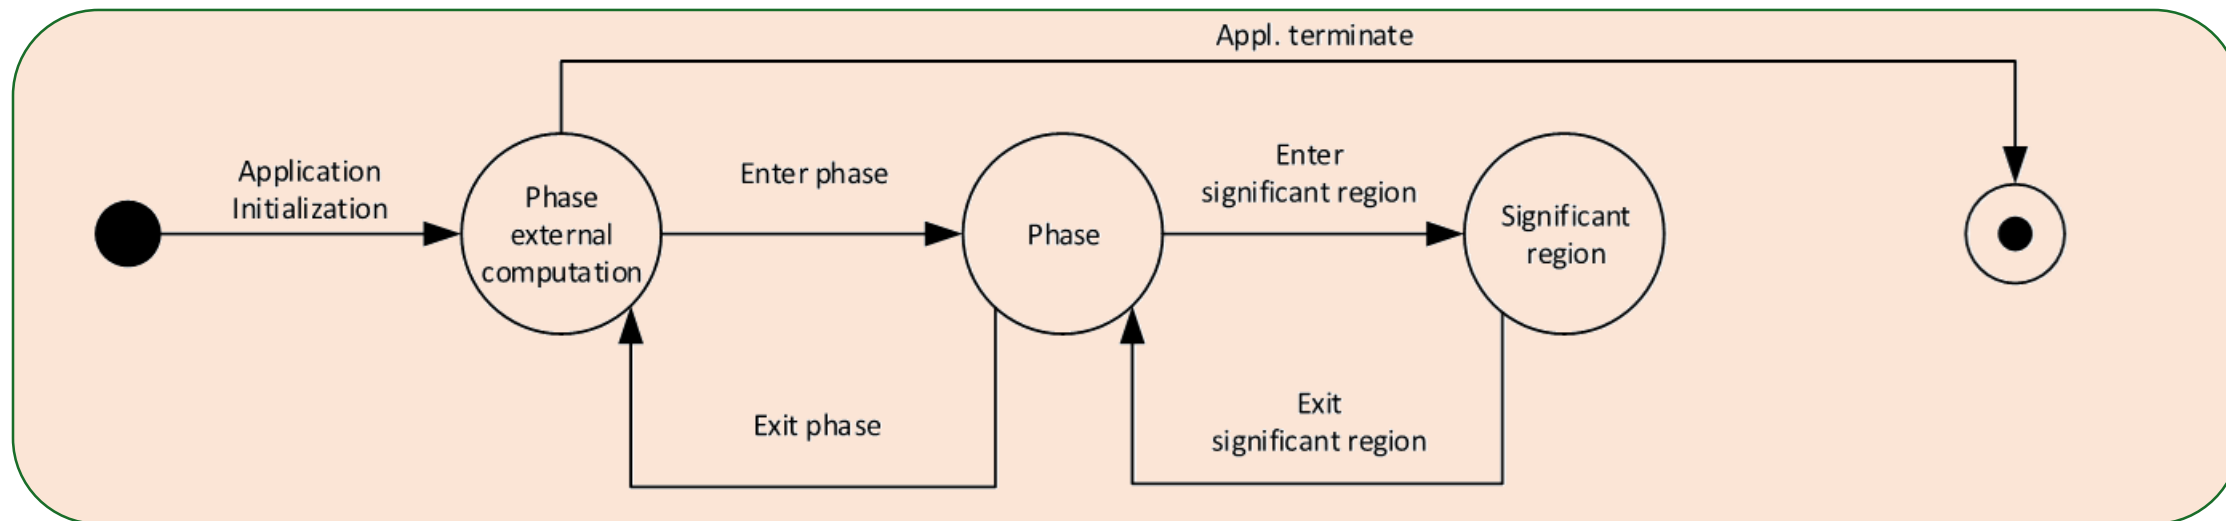 Appl. terminate
Application
Initialization
Phase
external
computation
Enter phase
Phase
Enter
significant region
Significant
region
Exit phase
Exit
significant region